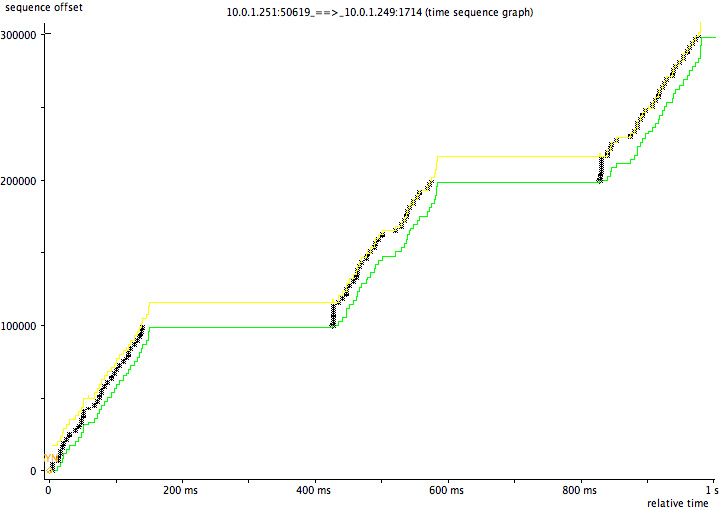 sequence offset
10.0.1.251:50619_==>_10.0.1.249:1714 (time sequence graph)
300000
200000
100000
0
0
200 ms
400 ms
600 ms
800 ms
1 s
relative time